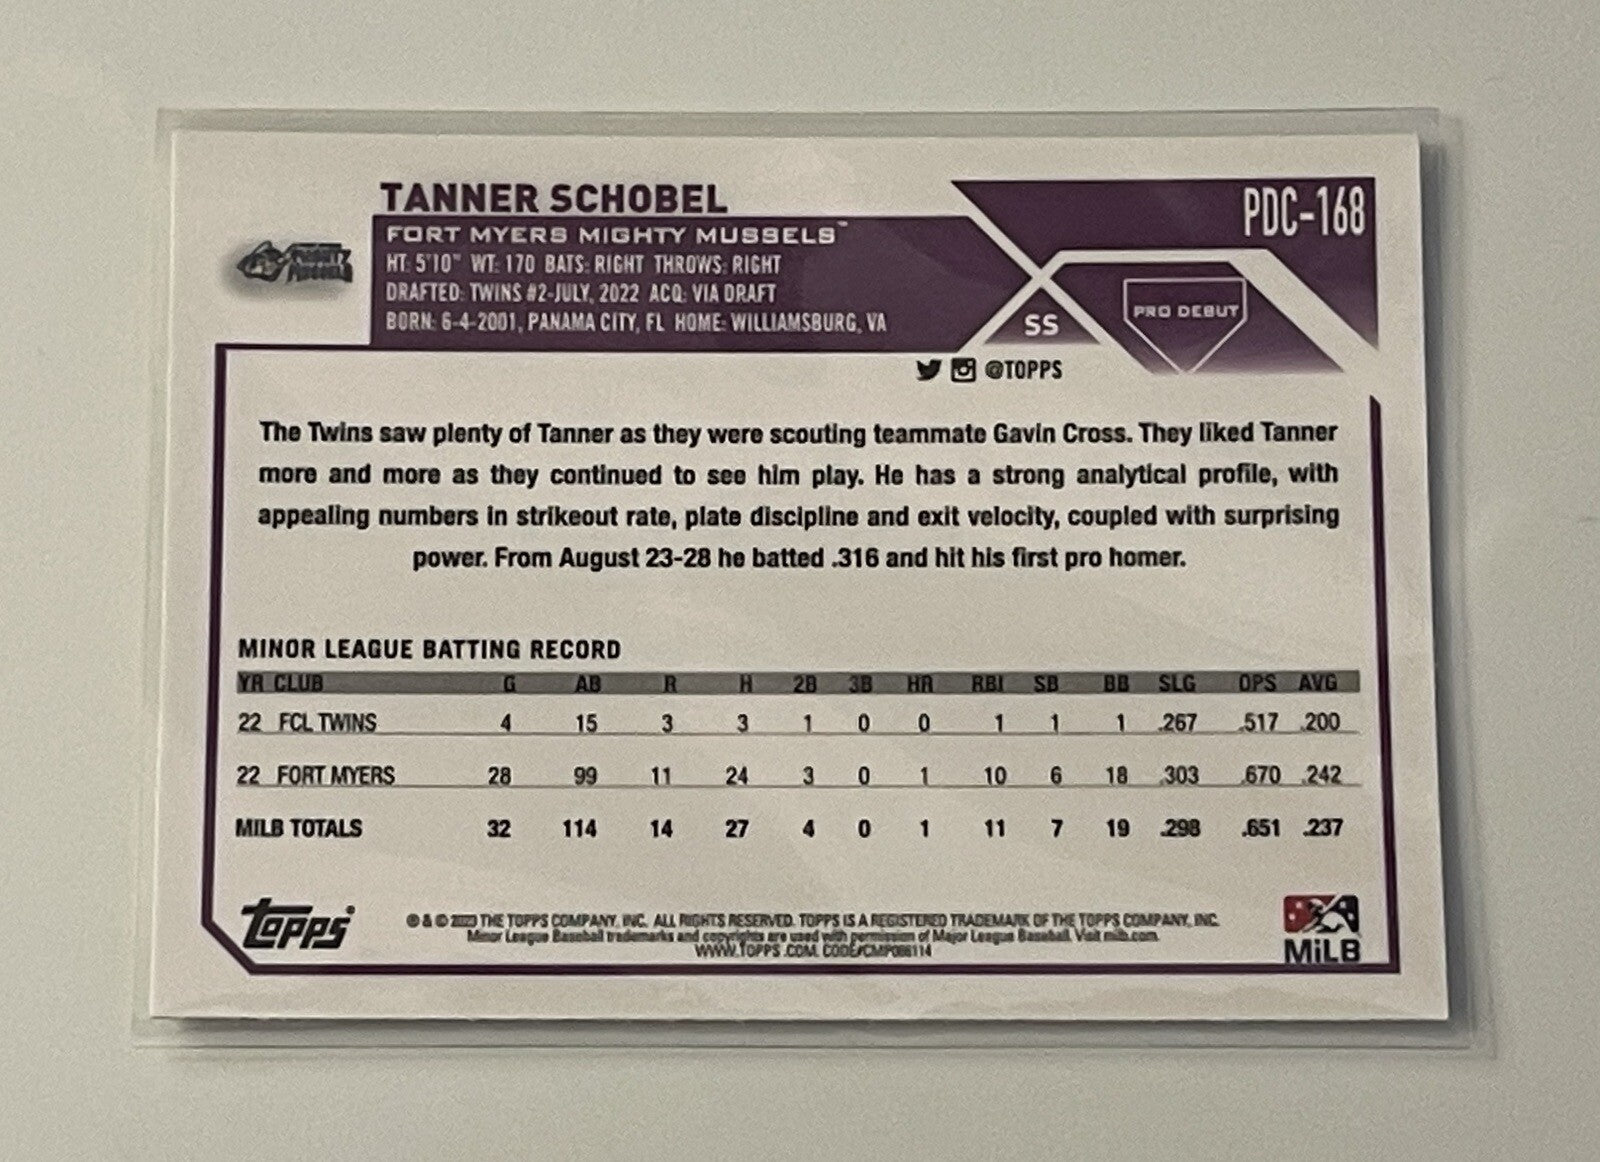 TANNER SCHOBEL
PDC-168
FORT MYERS MIGHTY MUSSELS™
HT: 5'10" WT: 170 BATS: RIGHT THROWS: RIGHT
DRAFTED: TWINS #2-JULY, 2022 ACQ: VIA DRAFT
BORN: 6-4-2001, PANAMA CITY, FL HOME: WILLIAMSBURG, VA
SS
PRO DEBUT
@TOPPS
The Twins saw plenty of Tanner as they were scouting teammate Gavin Cross. They liked Tanner
more and more as they continued to see him play. He has a strong analytical profile, with
appealing numbers in strikeout rate, plate discipline and exit velocity, coupled with surprising
power. From August 23-28 he batted .316 and hit his first pro homer.
MINOR LEAGUE BATTING RECORD
YR CLUB G AB R H 2B 3B HR RBI SB BB SLG OPS AVG
22 FCL TWINS 4 15 3 3 1 0 0 1 1 1 .267 .517 .200
22 FORT MYERS 28 99 11 24 3 0 1 10 6 18 .303 .670 .242
MILB TOTALS 32 114 14 27 4 0 1 11 7 19 .298 .651 .237
Topps®
® & © 2023 THE TOPPS COMPANY, INC. ALL RIGHTS RESERVED. TOPPS IS A REGISTERED TRADEMARK OF THE TOPPS COMPANY, INC.
Minor League Baseball trademarks and copyrights are used with permission of Major League Baseball. Visit milb.com.
WWW.TOPPS.COM. CODE#CMP086114
MiLB